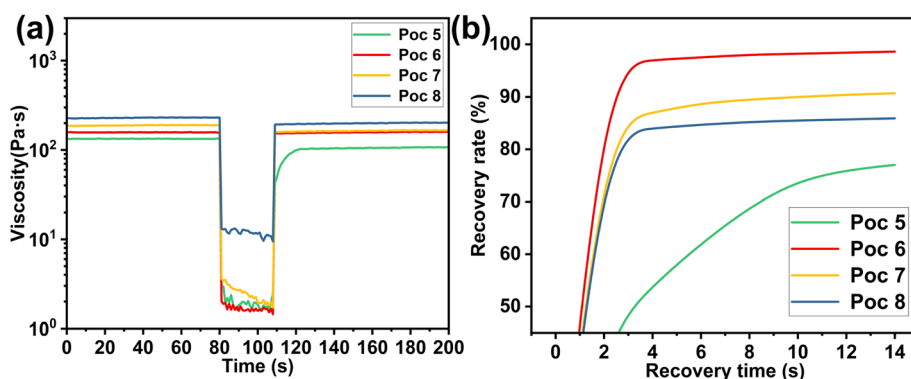 (a)
Viscosity(Pa·s)
10³
10²
10¹
10⁰
0 20 40 60 80 100 120 140 160 180 200
Time (s)
Poc 5
Poc 6
Poc 7
Poc 8
(b)
Recovery rate (%)
100
90
80
70
60
50
0 2 4 6 8 10 12 14
Recovery time (s)
Poc 5
Poc 6
Poc 7
Poc 8